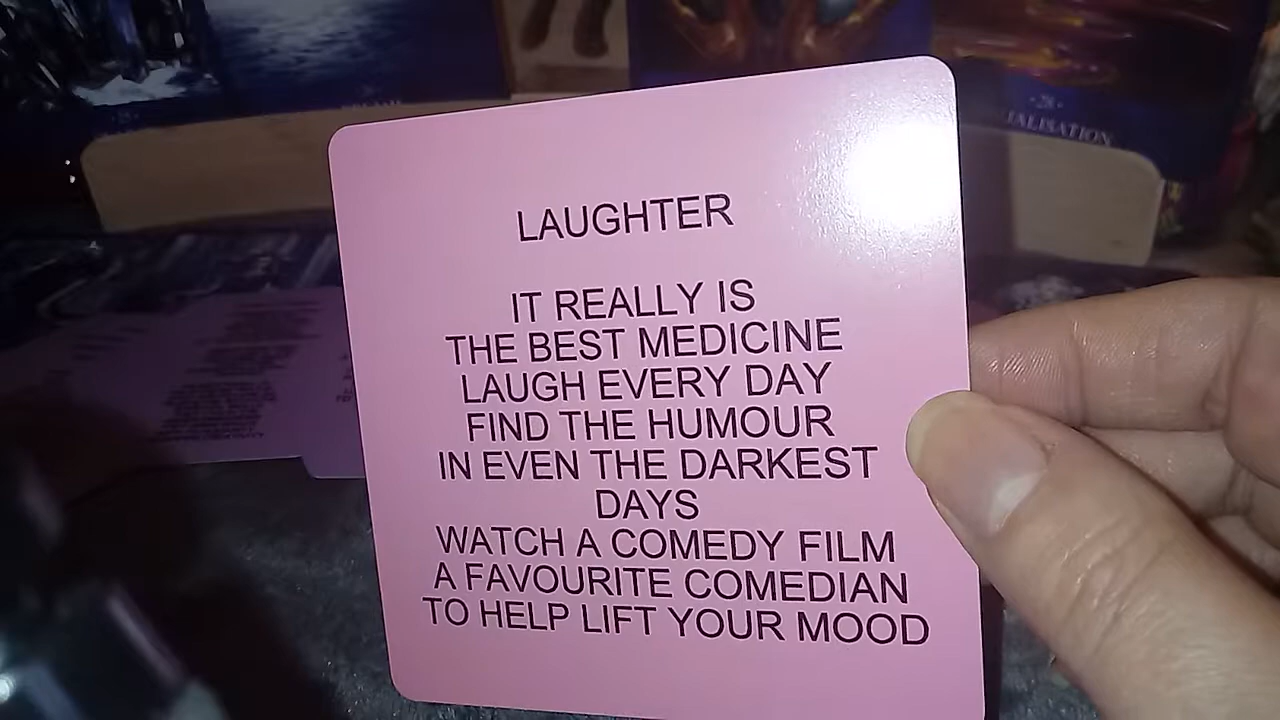 IALISATION
LAUGHTER
IT REALLY IS
THE BEST MEDICINE
LAUGH EVERY DAY
FIND THE HUMOUR
IN EVEN THE DARKEST
DAYS
WATCH A COMEDY FILM
A FAVOURITE COMEDIAN
TO HELP LIFT YOUR MOOD